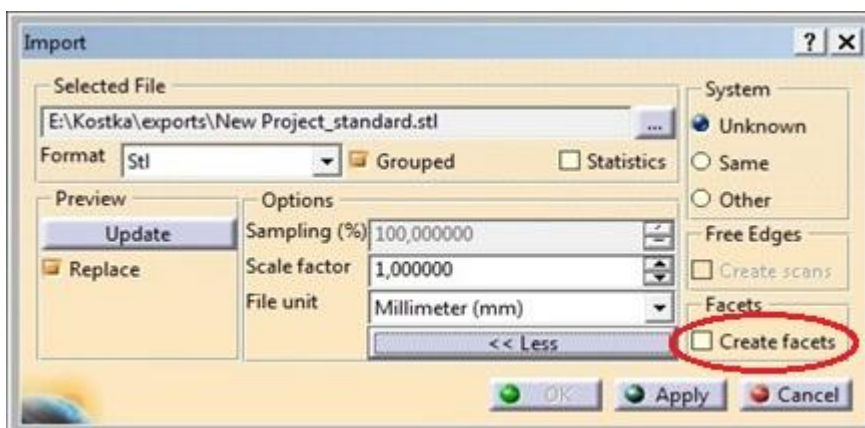 Import ? X
Selected File
E:\Kostka\exports\New Project_standard.stl ...
Format Stl Grouped Statistics
Preview
Update
Replace
Options
Sampling (%) 100,000000
Scale factor 1,000000
File unit Millimeter (mm)
<< Less
System
Unknown
Same
Other
Free Edges
Create scans
Facets
Create facets
OK Apply Cancel